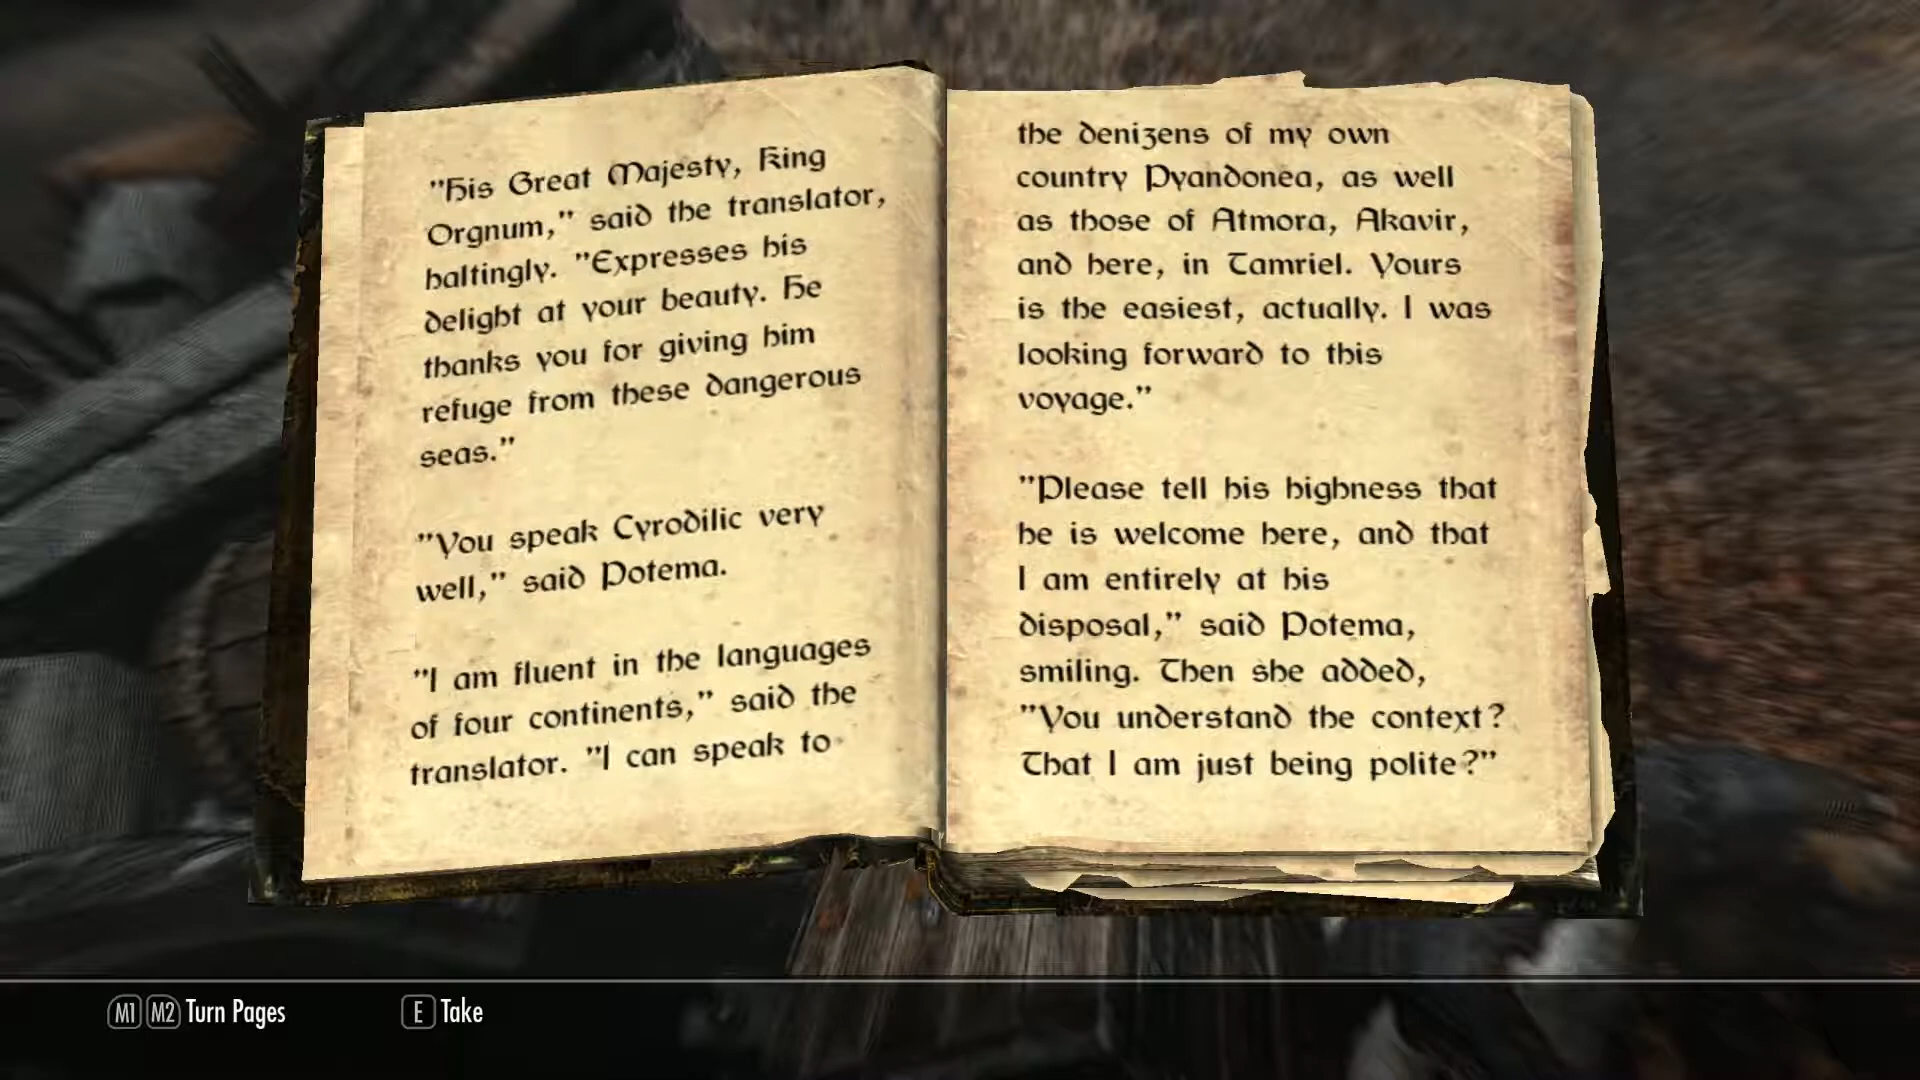 "His Great Majesty, King
Orgnum," said the translator,
haltingly. "Expresses his
delight at your beauty. He
thanks you for giving him
refuge from these dangerous
seas."
"You speak Cyrodilic very
well," said Potema.
"I am fluent in the languages
of four continents," said the
translator. "I can speak to
the denizens of my own
country Pyandonea, as well
as those of Atmora, Akavir,
and here, in Tamriel. Yours
is the easiest, actually. I was
looking forward to this
voyage."
"Please tell his highness that
he is welcome here, and that
I am entirely at his
disposal," said Potema,
smiling. Then she added,
"You understand the context?
That I am just being polite?"
M1 M2 Turn Pages E Take